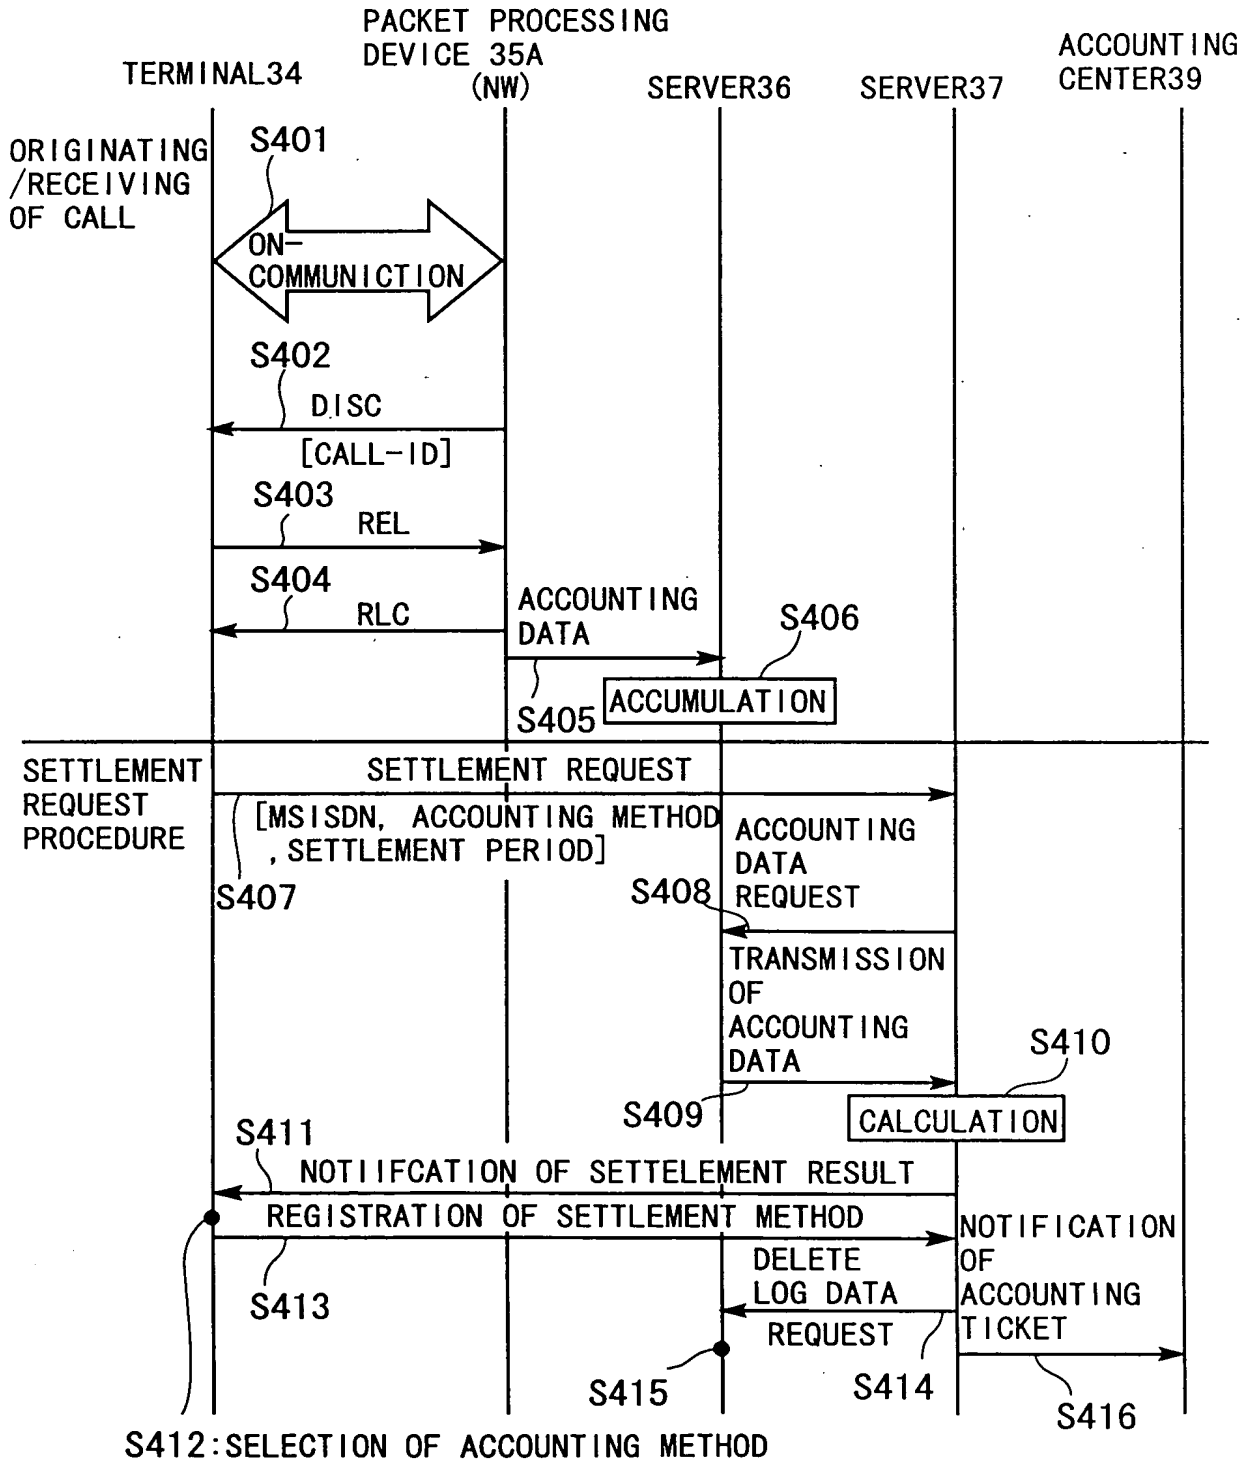 PACKET PROCESSING
DEVICE 35A
(NW)
TERMINAL34
SERVER36
SERVER37
ACCOUNTING
CENTER39
ORIGINATING
/RECEIVING
OF CALL
S401
ON-
COMMUNICTION
S402
DISC
[CALL-ID]
S403
REL
S404
RLC
ACCOUNTING
DATA
S405
S406
ACCUMULATION
SETTLEMENT
REQUEST
PROCEDURE
SETTLEMENT REQUEST
[MSISDN, ACCOUNTING METHOD
, SETTLEMENT PERIOD]
S407
ACCOUNTING
DATA
REQUEST
S408
TRANSMISSION
OF
ACCOUNTING
DATA
S409
S410
CALCULATION
S411
NOTIIFCATION OF SETTELEMENT RESULT
REGISTRATION OF SETTLEMENT METHOD
S413
DELETE
LOG DATA
REQUEST
S414
NOTIFICATION
OF
ACCOUNTING
TICKET
S415
S416
S412:SELECTION OF ACCOUNTING METHOD